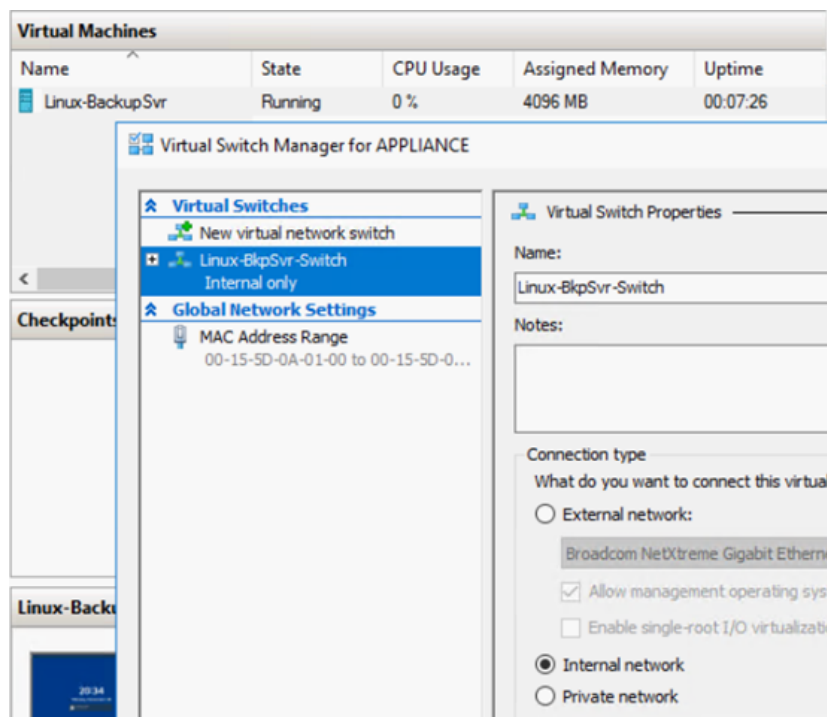 Virtual Machines
Name State CPU Usage Assigned Memory Uptime
Linux-BackupSvr Running 0 % 4096 MB 00:07:26
Virtual Switch Manager for APPLIANCE
Virtual Switches
New virtual network switch
Linux-BkpSvr-Switch
Internal only
Global Network Settings
MAC Address Range
00-15-5D-0A-01-00 to 00-15-5D-0...
Virtual Switch Properties
Name:
Linux-BkpSvr-Switch
Notes:
Connection type
What do you want to connect this virtual
External network:
Broadcom NetXtreme Gigabit Ethern
Allow management operating sys
Enable single-root I/O virtualizati
Internal network
Private network
Checkpoints
Linux-Backu
20:34